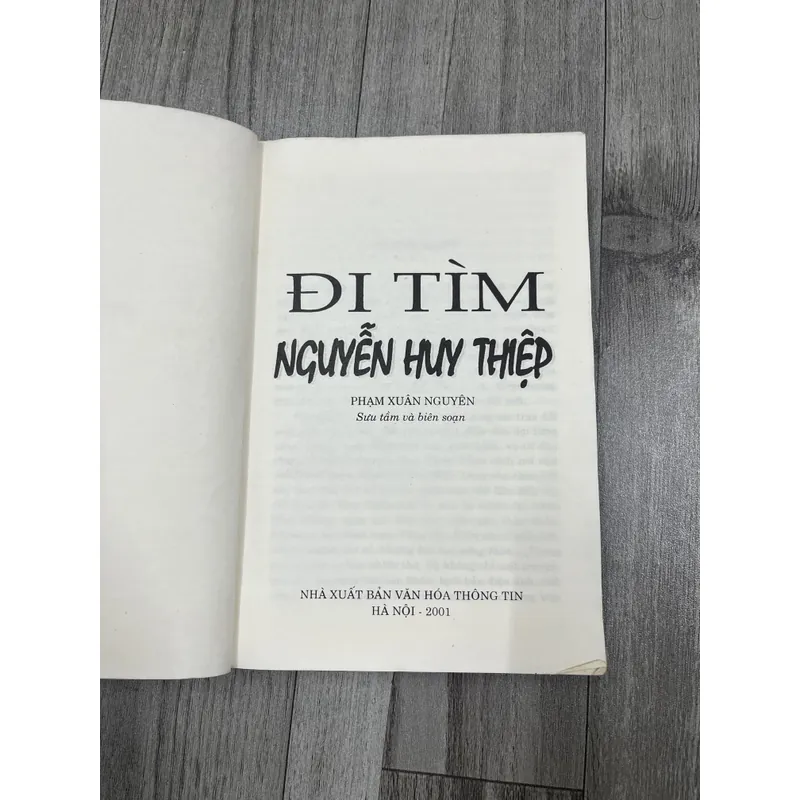 ĐI TÌM
NGUYỄN HUY THIỆP
PHẠM XUÂN NGUYÊN
Sưu tầm và biên soạn
NHÀ XUẤT BẢN VĂN HÓA THÔNG TIN
HÀ NỘI - 2001